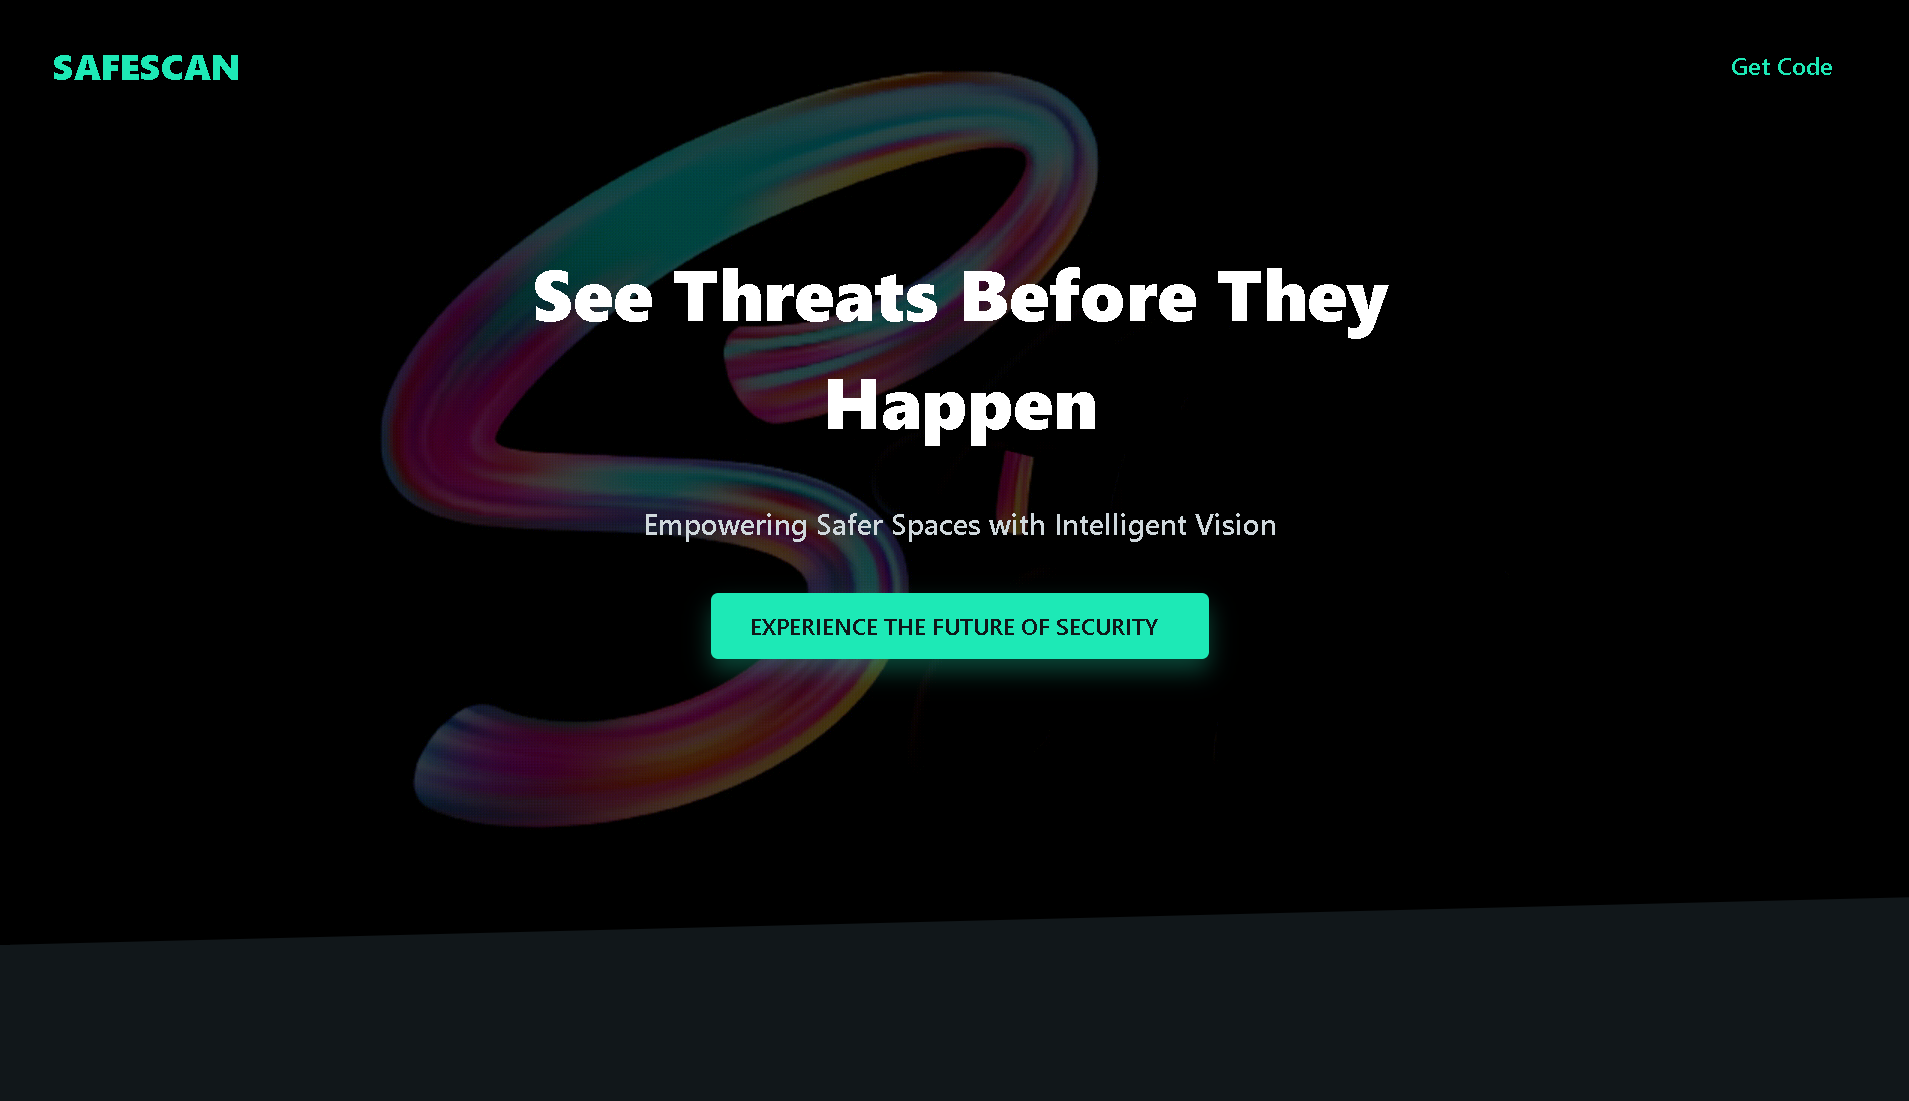 SAFESCAN
Get Code
See Threats Before They
Happen
Empowering Safer Spaces with Intelligent Vision
EXPERIENCE THE FUTURE OF SECURITY